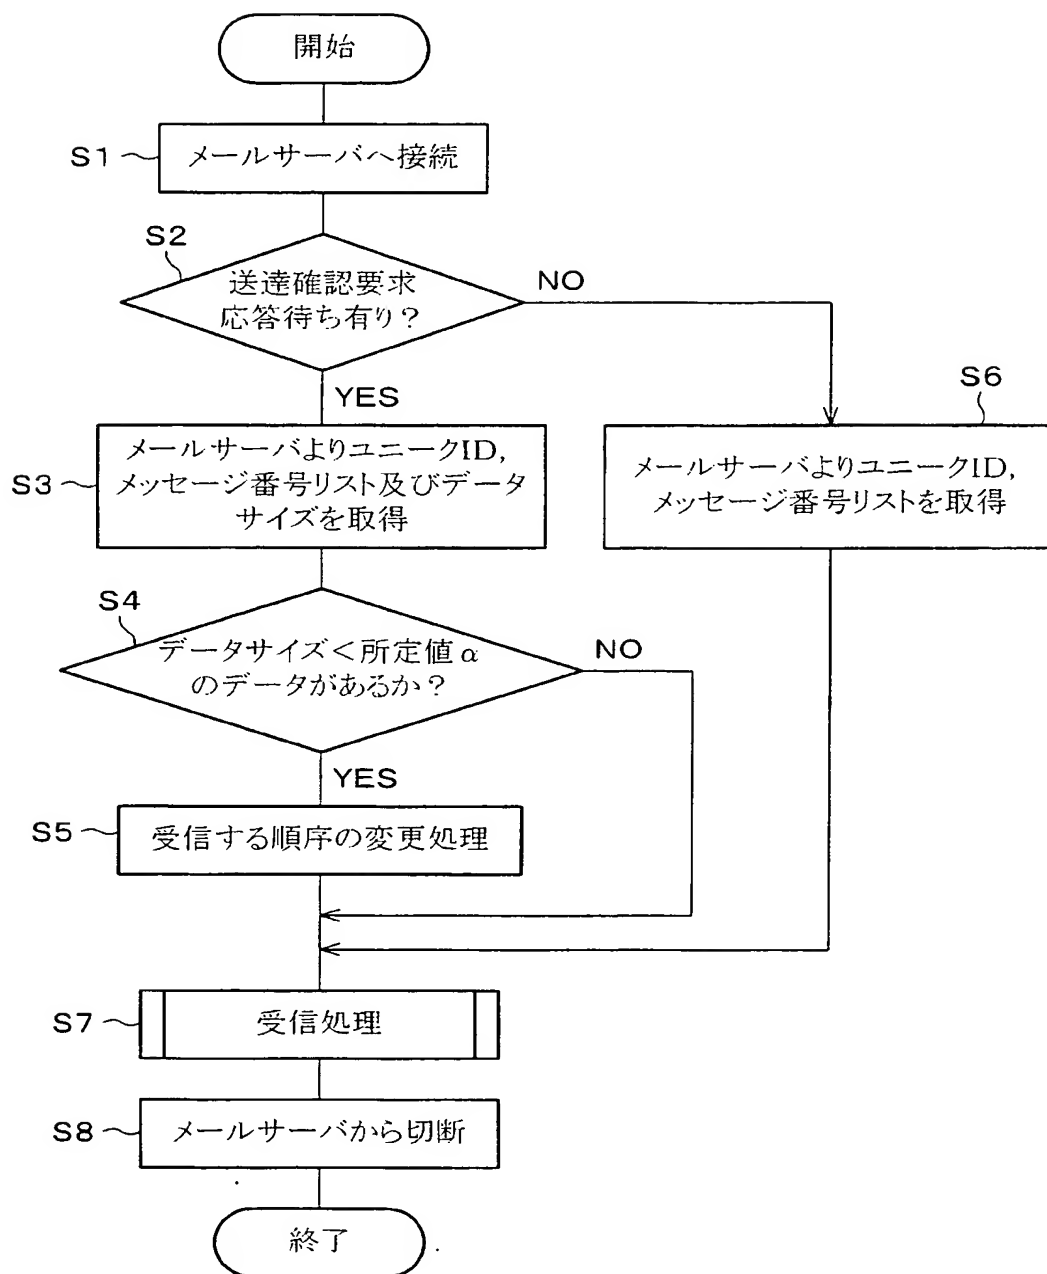 開始
S1
メールサーバへ接続
S2
送達確認要求
応答待ち有り?
NO
YES
S3
メールサーバよりユニークID,
メッセージ番号リスト及びデータ
サイズを取得
S6
メールサーバよりユニークID,
メッセージ番号リストを取得
S4
データサイズ<所定値α
のデータがあるか?
NO
YES
S5
受信する順序の変更処理
S7
受信処理
S8
メールサーバから切断
終了